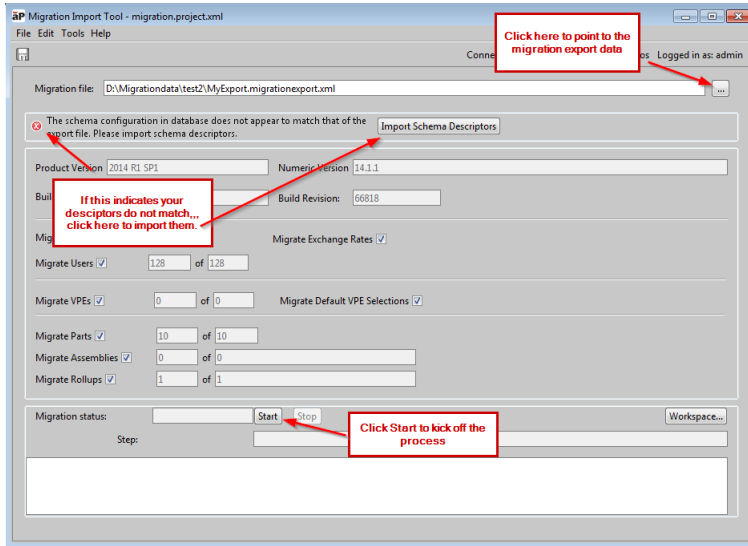 āP Migration Import Tool - migration.project.xml
File Edit Tools Help
Click here to point to the
migration export data
Conne
os Logged in as: admin
Migration file: D:\Migrationdata\test2\MyExport.migrationexport.xml ...
The schema configuration in database does not appear to match that of the
export file. Please import schema descriptors.
Import Schema Descriptors
Product Version 2014 R1 SP1 Numeric Version 14.1.1
Buil
Build Revision: 66818
If this indicates your
desciptors do not match,,,
click here to import them.
Mig
Migrate Exchange Rates
Migrate Users 128 of 128
Migrate VPEs 0 of 0 Migrate Default VPE Selections
Migrate Parts 10 of 10
Migrate Assemblies 0 of 0
Migrate Rollups 1 of 1
Migration status: Start Stop Workspace...
Click Start to kick off the
process
Step: